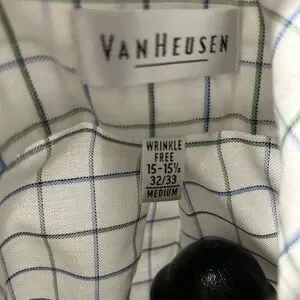 VAN HEUSEN
WRINKLE
FREE
15-15½
32/33
MEDIUM